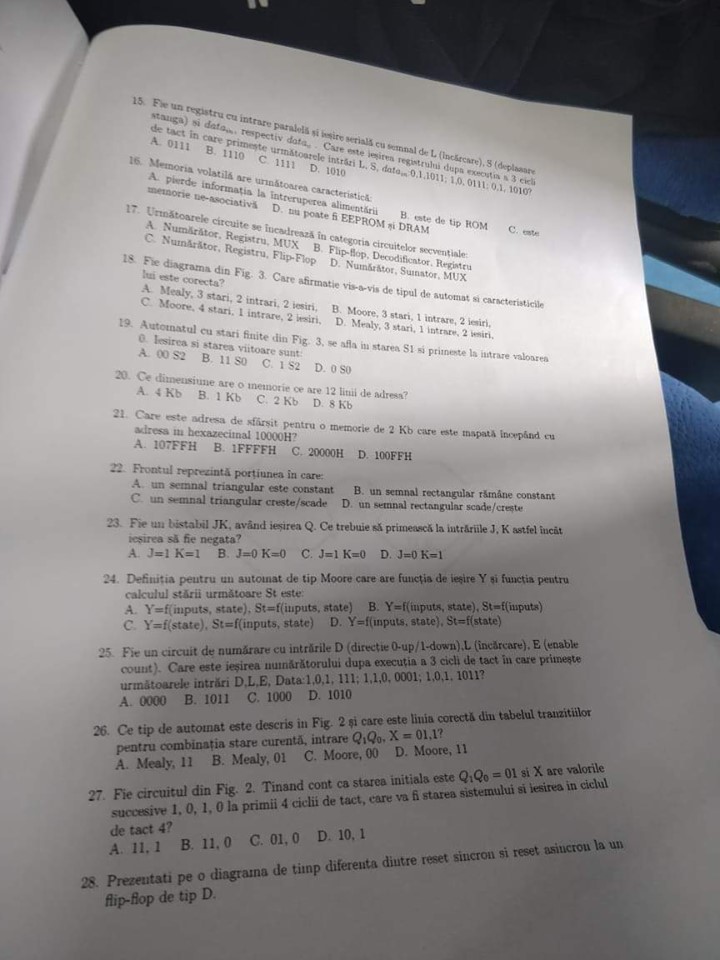 15. Fie un registru cu intrare paralelă și ieșire serială cu semnal de L (încărcare), S (deplasare
stanga) si data_in, respectiv data_o . Care este ieșirea registrului dupa executia a 3 cicli
de tact în care primește următoarele intrări L, S, data_in:0,1,1011; 1,0, 0111; 0,1, 1010?
A. 0111 B. 1110 C. 1111 D. 1010
16. Memoria volatilă are următoarea caracteristică:
A. pierde informația la întreruperea alimentării B. este de tip ROM C. este
memorie ne-asociativă D. nu poate fi EEPROM și DRAM
17. Următoarele circuite se încadrează în categoria circuitelor secvențiale:
A. Numărător, Registru, MUX B. Flip-flop, Decodificator, Registru
C. Numărător, Registru, Flip-Flop D. Numărător, Sumator, MUX
18. Fie diagrama din Fig. 3. Care afirmatie vis-a-vis de tipul de automat si caracteristicile
lui este corecta?
A. Mealy, 3 stari, 2 intrari, 2 iesiri, B. Moore, 3 stari, 1 intrare, 2 iesiri,
C. Moore, 4 stari, 1 intrare, 2 iesiri, D. Mealy, 3 stari, 1 intrare, 2 iesiri,
19. Automatul cu stari finite din Fig. 3, se afla in starea S1 si primeste la intrare valoarea
0. Iesirea si starea viitoare sunt:
A. 00 S2 B. 11 S0 C. 1 S2 D. 0 S0
20. Ce dimensiune are o memorie ce are 12 linii de adresa?
A. 4 Kb B. 1 Kb C. 2 Kb D. 8 Kb
21. Care este adresa de sfârșit pentru o memorie de 2 Kb care este mapată începând cu
adresa in hexazecimal 10000H?
A. 107FFH B. 1FFFFH C. 20000H D. 100FFH
22. Frontul reprezintă porțiunea în care:
A. un semnal triangular este constant B. un semnal rectangular rămâne constant
C. un semnal triangular crește/scade D. un semnal rectangular scade/crește
23. Fie un bistabil JK, având ieșirea Q. Ce trebuie să primească la intrăriile J, K astfel încât
ieșirea să fie negata?
A. J=1 K=1 B. J=0 K=0 C. J=1 K=0 D. J=0 K=1
24. Definiția pentru un automat de tip Moore care are funcția de ieșire Y și functia pentru
calculul stării următoare St este:
A. Y=f(inputs, state), St=f(inputs, state) B. Y=f(inputs, state), St=f(inputs)
C. Y=f(state), St=f(inputs, state) D. Y=f(inputs, state), St=f(state)
25. Fie un circuit de numărare cu intrările D (directie 0-up/1-down),L (încărcare), E (enable
count). Care este ieșirea numărătorului dupa executia a 3 cicli de tact în care primește
următoarele intrări D,L,E, Data:1,0,1, 111; 1,1,0, 0001; 1,0,1, 1011?
A. 0000 B. 1011 C. 1000 D. 1010
26. Ce tip de automat este descris in Fig. 2 și care este linia corectă din tabelul tranzitiilor
pentru combinația stare curentă, intrare Q₁Q₀, X = 01,1?
A. Mealy, 11 B. Mealy, 01 C. Moore, 00 D. Moore, 11
27. Fie circuitul din Fig. 2. Tinand cont ca starea initiala este Q₁Q₀ = 01 si X are valorile
succesive 1, 0, 1, 0 la primii 4 ciclii de tact, care va fi starea sistemului si iesirea in ciclul
de tact 4?
A. 11, 1 B. 11, 0 C. 01, 0 D. 10, 1
28. Prezentati pe o diagrama de timp diferenta dintre reset sincron si reset asincron la un
flip-flop de tip D.